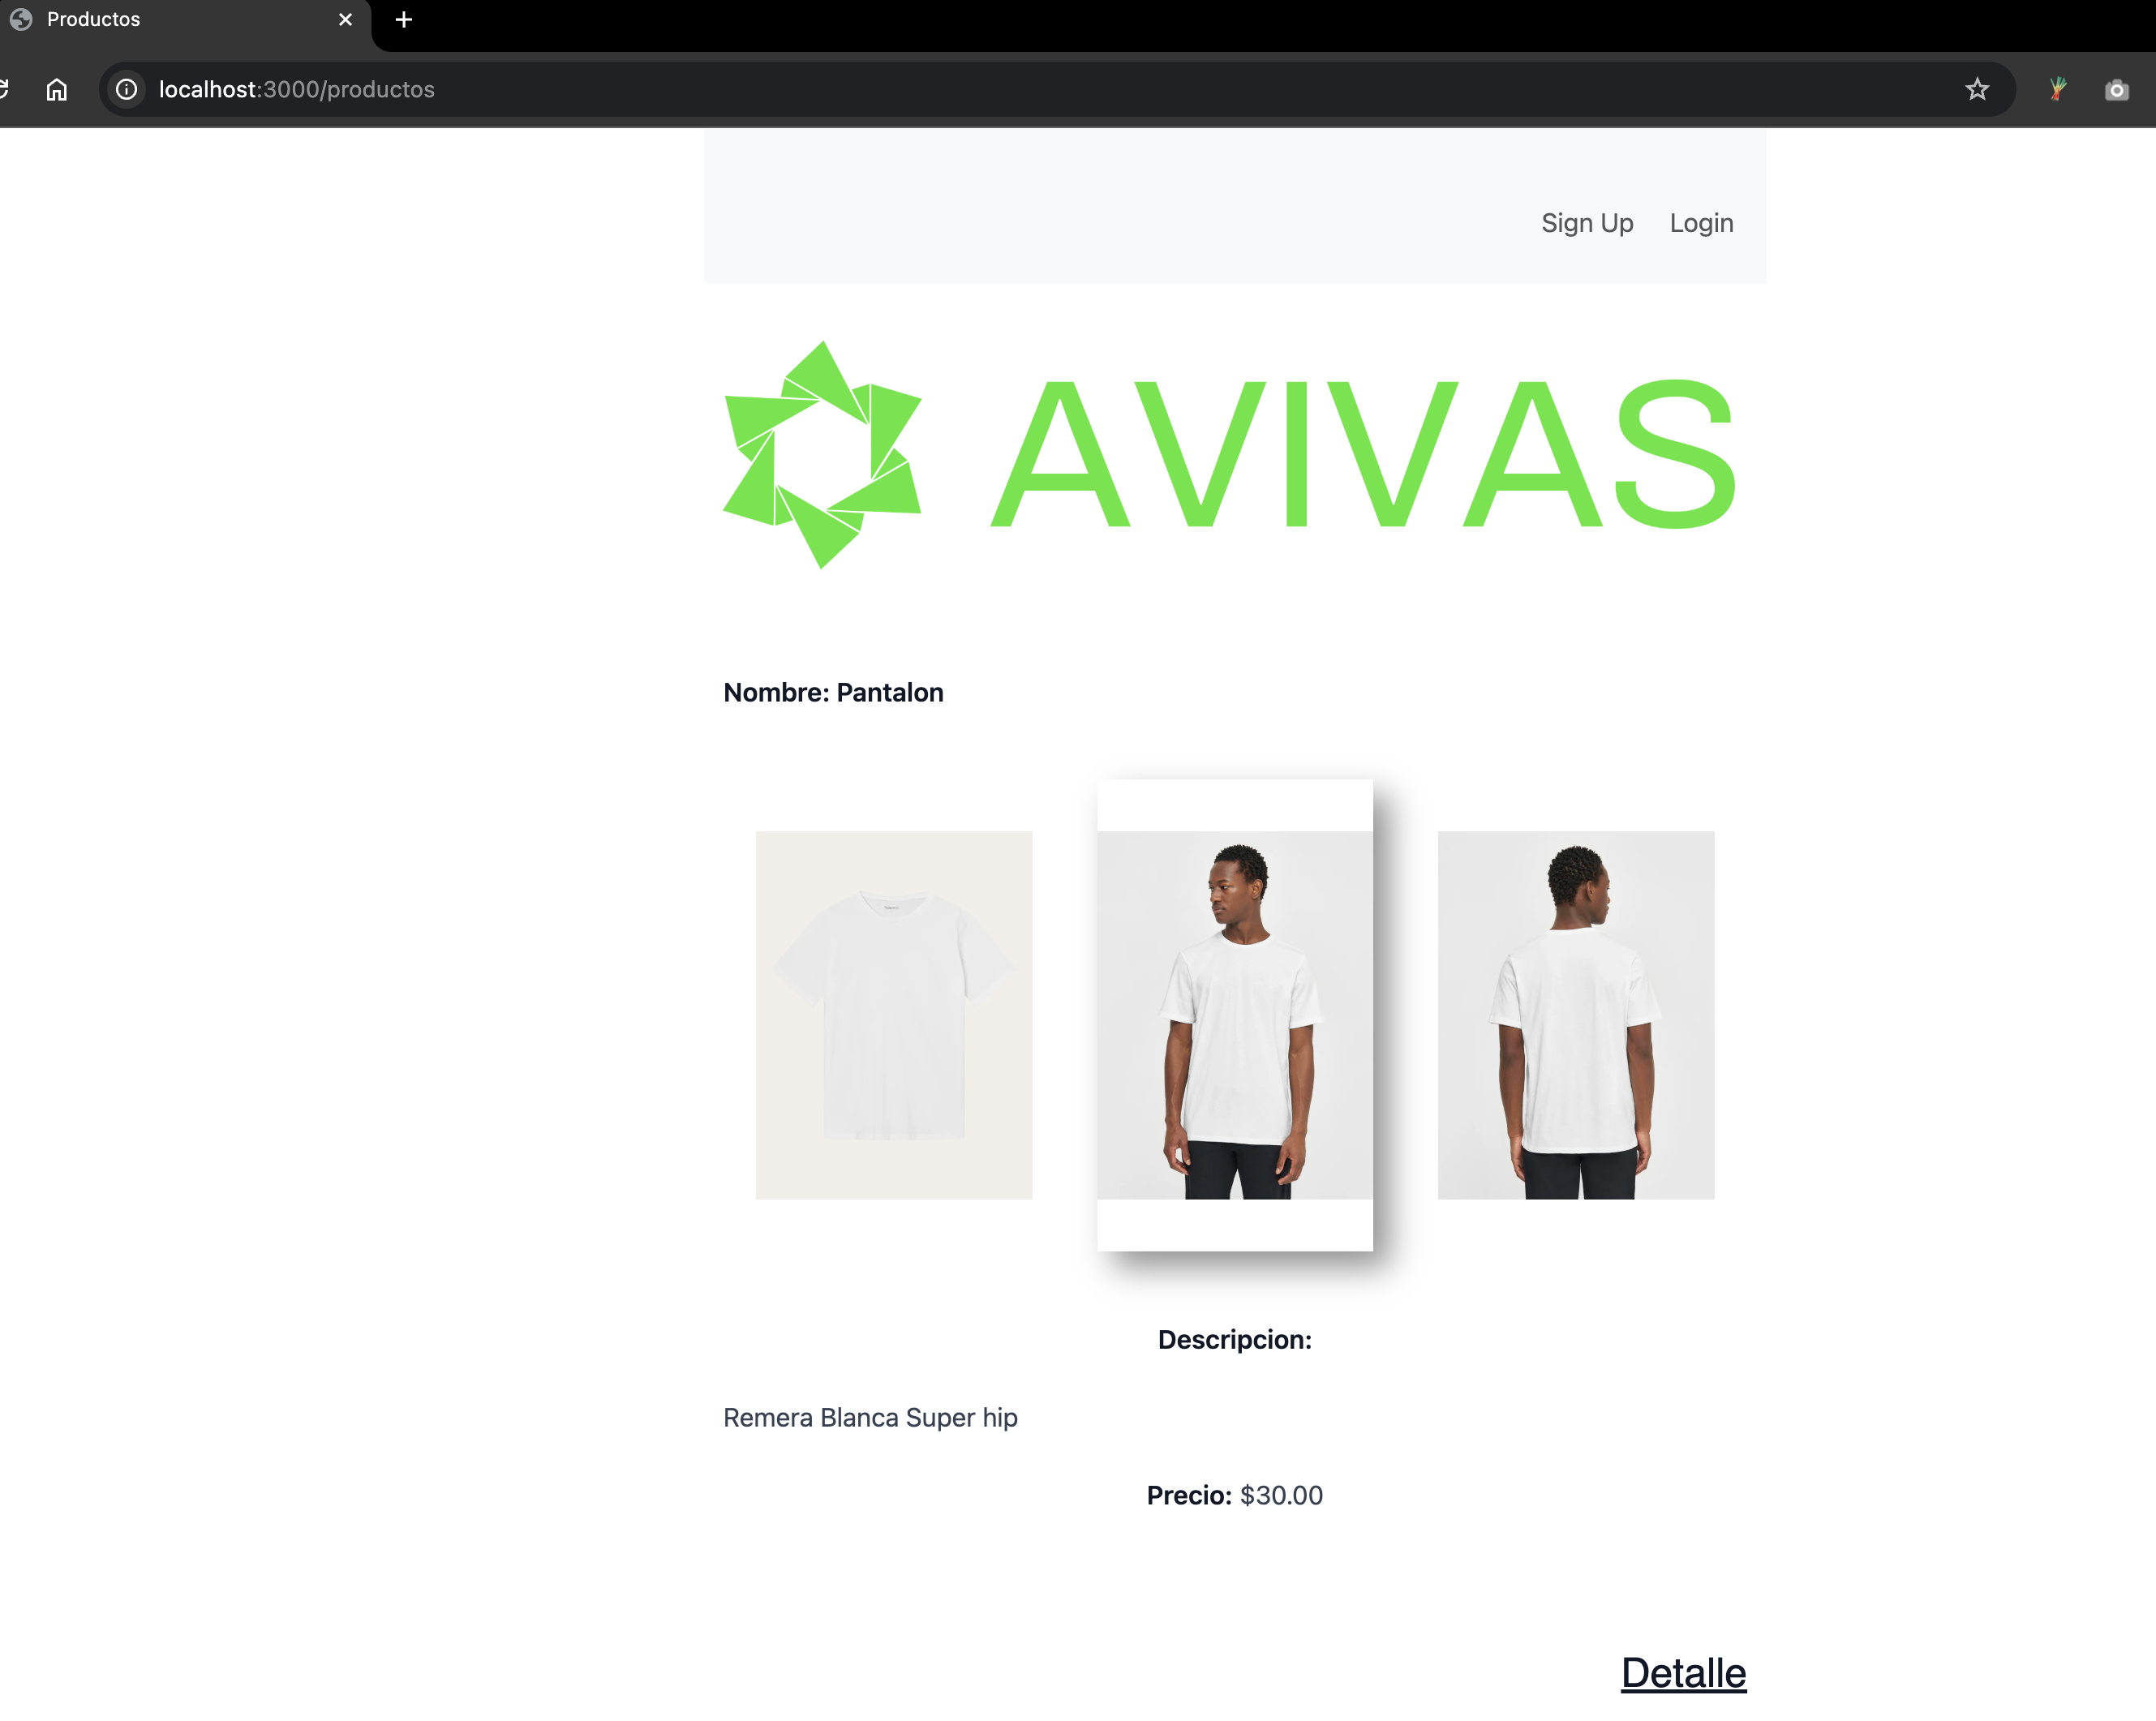 Productos
localhost:3000/productos
Sign Up Login
AVIVAS
Nombre: Pantalon
Descripcion:
Remera Blanca Super hip
Precio: $30.00
Detalle